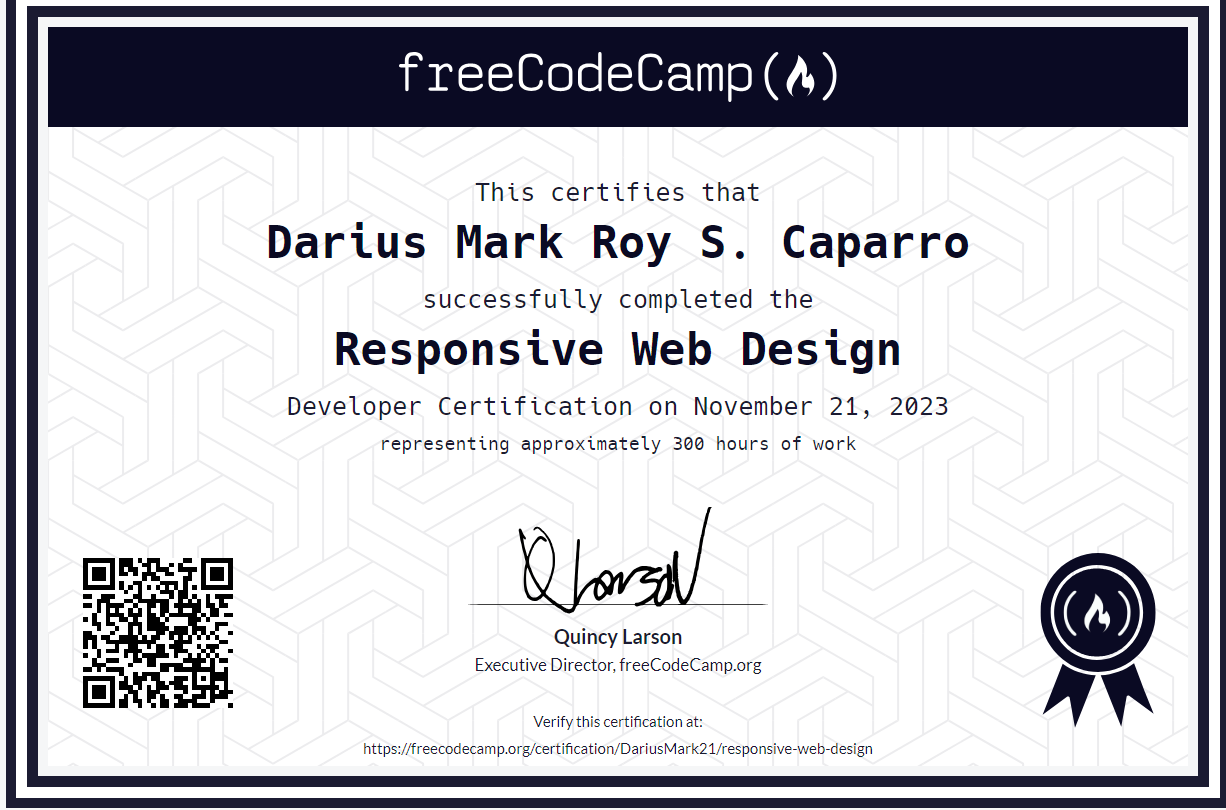 freeCodeCamp
This certifies that
Darius Mark Roy S. Caparro
successfully completed the
Responsive Web Design
Developer Certification on November 21, 2023
representing approximately 300 hours of work
Q Larson
Quincy Larson
Executive Director, freeCodeCamp.org
Verify this certification at:
https://freecodecamp.org/certification/DariusMark21/responsive-web-design